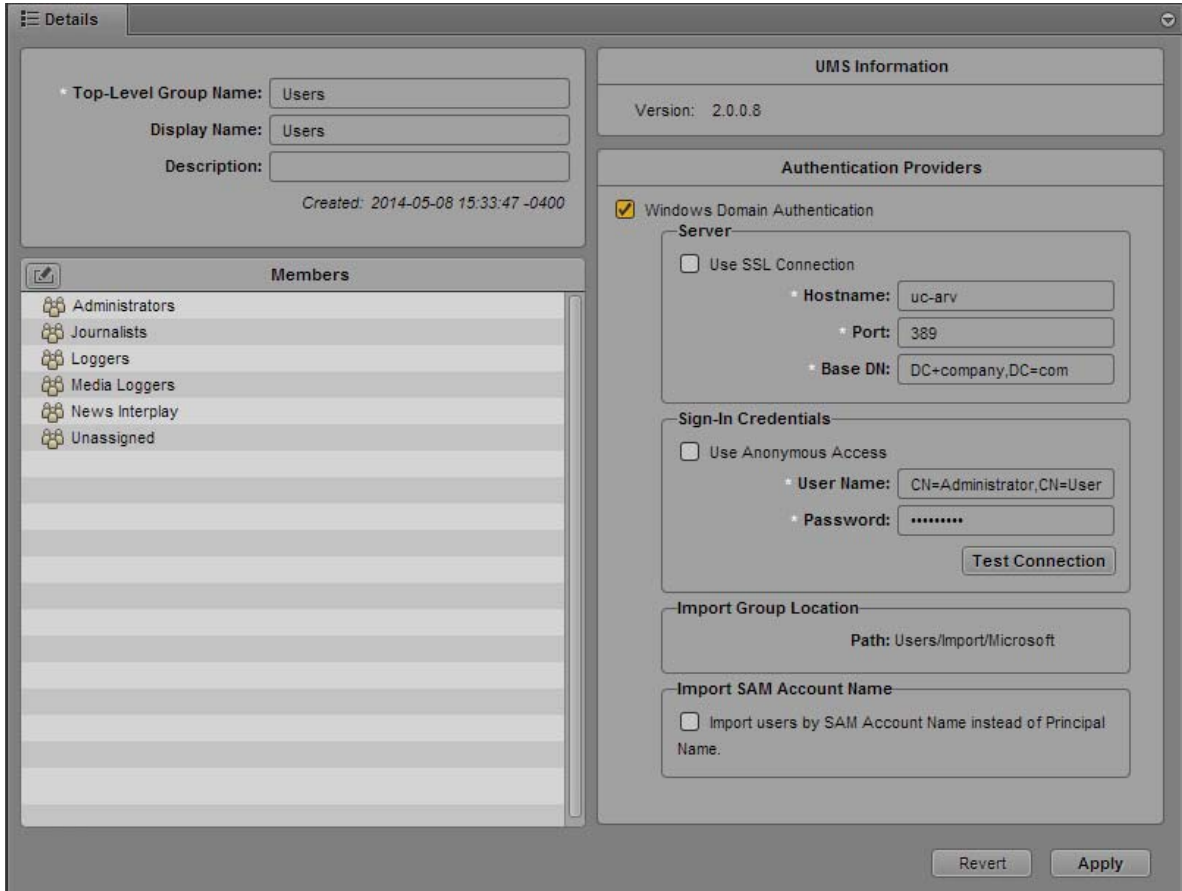 Details
* Top-Level Group Name: Users
Display Name: Users
Description:
Created: 2014-05-08 15:33:47 -0400
Members
Administrators
Journalists
Loggers
Media Loggers
News Interplay
Unassigned
UMS Information
Version: 2.0.0.8
Authentication Providers
Windows Domain Authentication
Server
Use SSL Connection
* Hostname: uc-arv
* Port: 389
* Base DN: DC+company,DC=com
Sign-In Credentials
Use Anonymous Access
* User Name: CN=Administrator,CN=User
* Password: •••••••••
Test Connection
Import Group Location
Path: Users/Import/Microsoft
Import SAM Account Name
Import users by SAM Account Name instead of Principal
Name.
Revert
Apply